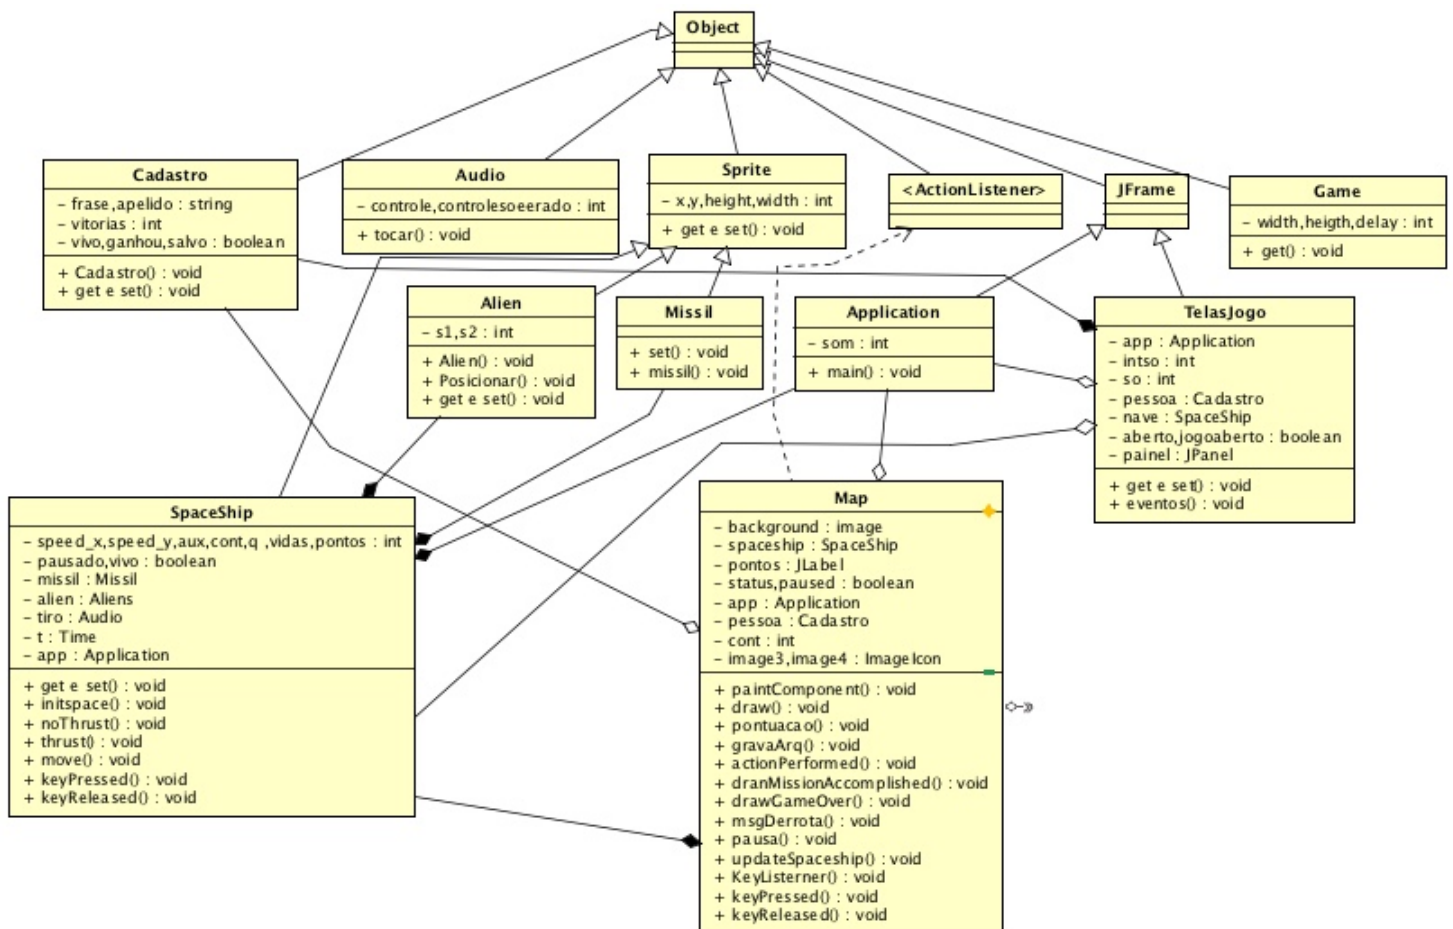 Object
Cadastro
- frase,apelido : string
- vitorias : int
- vivo,ganhou,salvo : boolean
+ Cadastro() : void
+ get e set() : void
Audio
- controle,controlesoeerado : int
+ tocar() : void
Sprite
- x,y,height,width : int
+ get e set() : void
<ActionListener>
JFrame
Game
- width,heigth,delay : int
+ get() : void
Alien
- s1,s2 : int
+ Alien() : void
+ Posicionar() : void
+ get e set() : void
Missil
+ set() : void
+ missil() : void
Application
- som : int
+ main() : void
TelasJogo
- app : Application
- intso : int
- so : int
- pessoa : Cadastro
- nave : SpaceShip
- aberto,jogoaberto : boolean
- painel : JPanel
+ get e set() : void
+ eventos() : void
SpaceShip
- speed_x,speed_y,aux,cont,q ,vidas,pontos : int
- pausado,vivo : boolean
- missil : Missil
- alien : Aliens
- tiro : Audio
- t : Time
- app : Application
+ get e set() : void
+ initspace() : void
+ noThrust() : void
+ thrust() : void
+ move() : void
+ keyPressed() : void
+ keyReleased() : void
Map
- background : image
- spaceship : SpaceShip
- pontos : JLabel
- status,paused : boolean
- app : Application
- pessoa : Cadastro
- cont : int
- image3,image4 : ImageIcon
+ paintComponent() : void
+ draw() : void
+ pontuacao() : void
+ gravaArq() : void
+ actionPerformed() : void
+ dranMissionAccomplished() : void
+ drawGameOver() : void
+ msgDerrota() : void
+ pausa() : void
+ updateSpaceship() : void
+ KeyListerner() : void
+ keyPressed() : void
+ keyReleased() : void